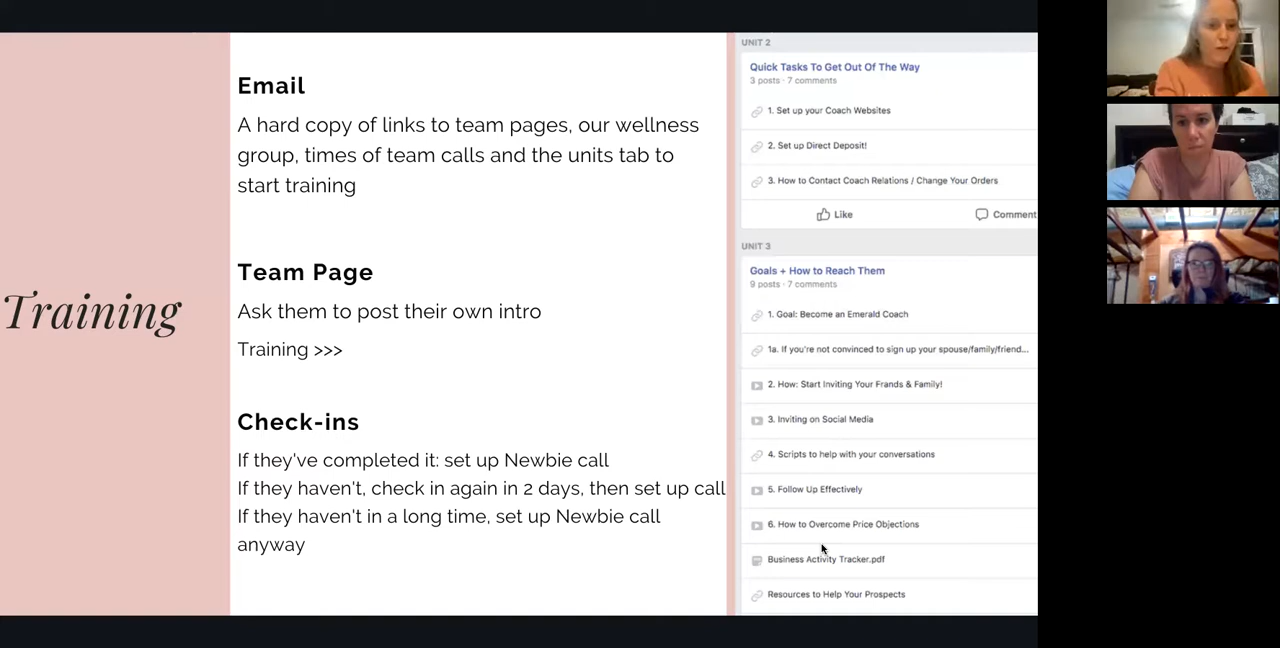 Training
Email
A hard copy of links to team pages, our wellness
group, times of team calls and the units tab to
start training
Team Page
Ask them to post their own intro
Training >>>
Check-ins
If they've completed it: set up Newbie call
If they haven't, check in again in 2 days, then set up call
If they haven't in a long time, set up Newbie call
anyway
UNIT 2
Quick Tasks To Get Out Of The Way
3 posts · 7 comments
1. Set up your Coach Websites
2. Set up Direct Deposit!
3. How to Contact Coach Relations / Change Your Orders
Like
Comment
UNIT 3
Goals + How to Reach Them
9 posts · 7 comments
1. Goal: Become an Emerald Coach
1a. If you're not convinced to sign up your spouse/family/friend...
2. How: Start Inviting Your Frands & Family!
3. Inviting on Social Media
4. Scripts to help with your conversations
5. Follow Up Effectively
6. How to Overcome Price Objections
Business Activity Tracker.pdf
Resources to Help Your Prospects